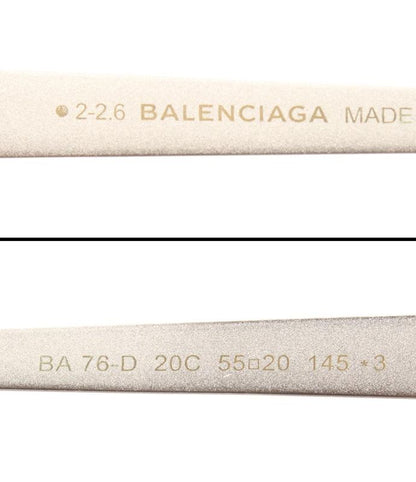 2-2.6 BALENCIAGA MADE
BA 76-D 20C 55□20 145 *3